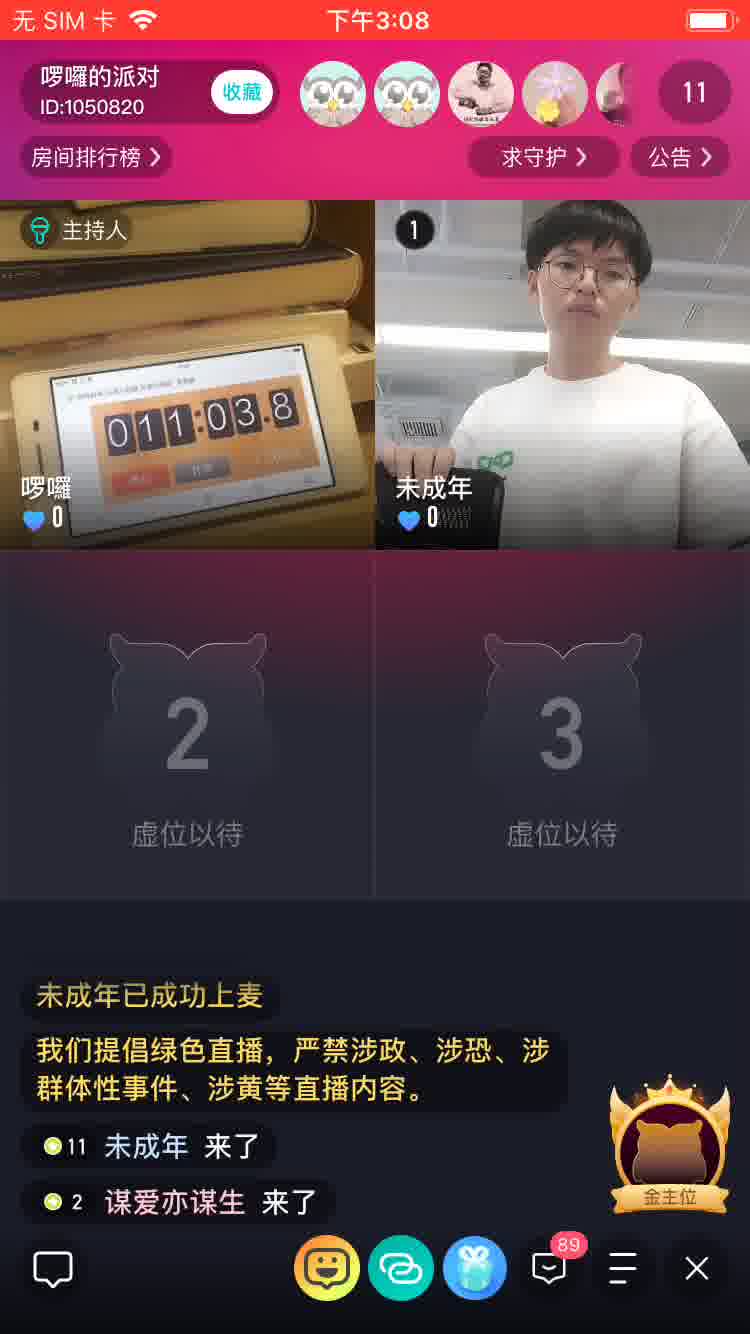 无 SIM 卡
下午3:08
啰囉的派对
ID:1050820
收藏
11
房间排行榜
求守护
公告
主持人
1
011:03.8
啰囉
0
未成年
0
2
3
虚位以待
虚位以待
未成年已成功上麦
我们提倡绿色直播，严禁涉政、涉恐、涉
群体性事件、涉黄等直播内容。
11 未成年 来了
2 谋爱亦谋生 来了
金主位
89